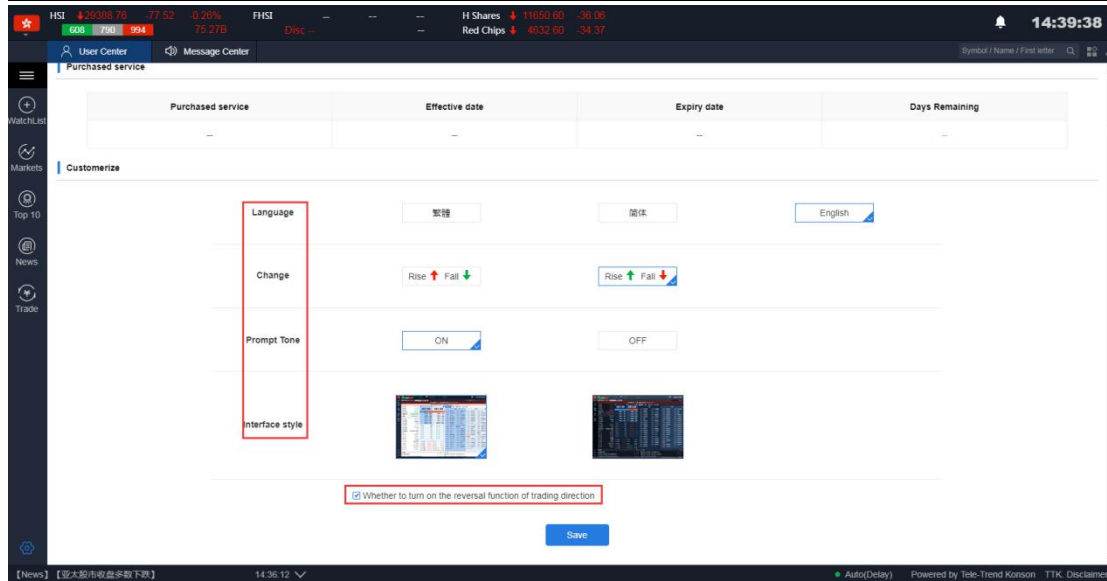 HSI 29388.76 -77.52 -0.26% FHSI -- -- -- H Shares 11650.60 -36.06
608 790 994 75.27B Disc -- -- Red Chips 4632.60 -34.37
14:39:38
User Center Message Center Symbol / Name / First letter
Purchased service
Purchased service Effective date Expiry date Days Remaining
-- -- -- --
WatchList
Markets
Top 10
News
Trade
Customerize
Language 繁體 简体 English
Change Rise Fall Rise Fall
Prompt Tone ON OFF
Interface style
Whether to turn on the reversal function of trading direction
Save
【News】【亚太股市收盘多数下跌】 14:36:12 Auto(Delay) Powered by Tele-Trend Konson TTK. Disclaimer